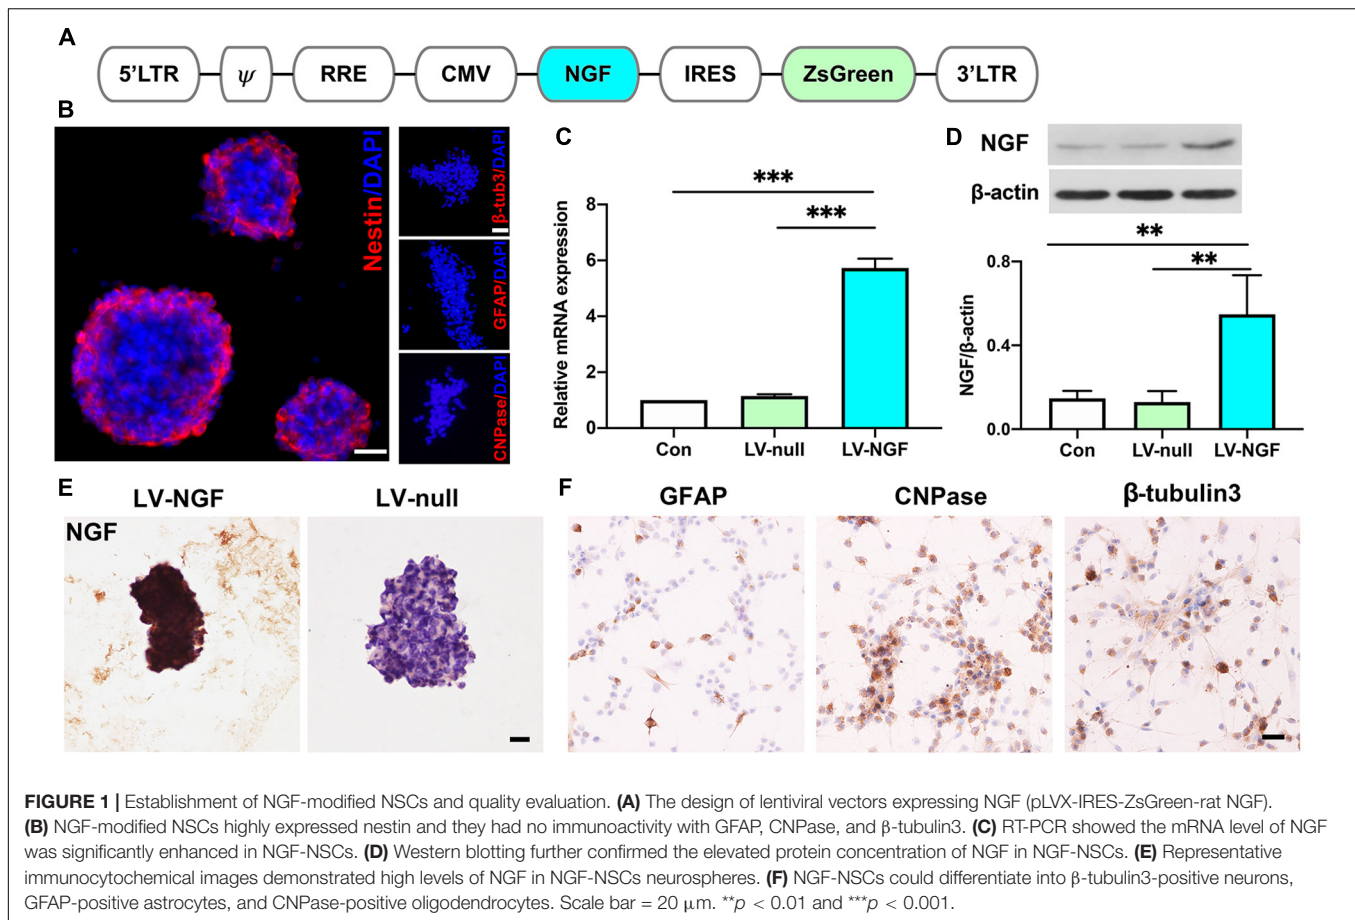 A
5'LTR ψ RRE CMV NGF IRES ZsGreen 3'LTR
B
Nestin/DAPI
β-tub3/DAPI
GFAP/DAPI
CNPase/DAPI
C
***
***
Relative mRNA expression
8
6
4
2
0
Con LV-null LV-NGF
D
NGF
β-actin
**
**
NGF/β-actin
0.8
0.4
0.0
Con LV-null LV-NGF
E
LV-NGF LV-null
NGF
F
GFAP CNPase β-tubulin3
FIGURE 1 | Establishment of NGF-modified NSCs and quality evaluation. (A) The design of lentiviral vectors expressing NGF (pLVX-IRES-ZsGreen-rat NGF).
(B) NGF-modified NSCs highly expressed nestin and they had no immunoactivity with GFAP, CNPase, and β-tubulin3. (C) RT-PCR showed the mRNA level of NGF
was significantly enhanced in NGF-NSCs. (D) Western blotting further confirmed the elevated protein concentration of NGF in NGF-NSCs. (E) Representative
immunocytochemical images demonstrated high levels of NGF in NGF-NSCs neurospheres. (F) NGF-NSCs could differentiate into β-tubulin3-positive neurons,
GFAP-positive astrocytes, and CNPase-positive oligodendrocytes. Scale bar = 20 μm. **p < 0.01 and ***p < 0.001.